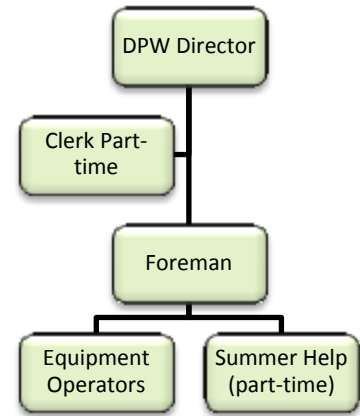 DPW Director
Clerk Part-
time
Foreman
Equipment
Operators
Summer Help
(part-time)